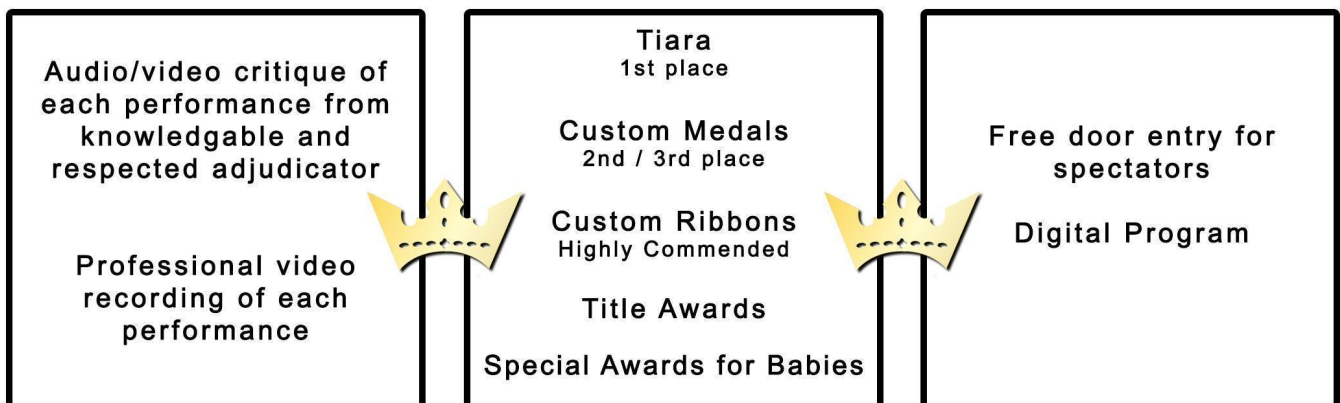 Audio/video critique of
each performance from
knowledgable and
respected adjudicator
Professional video
recording of each
performance
Tiara
1st place
Custom Medals
2nd / 3rd place
Custom Ribbons
Highly Commended
Title Awards
Special Awards for Babies
Free door entry for
spectators
Digital Program